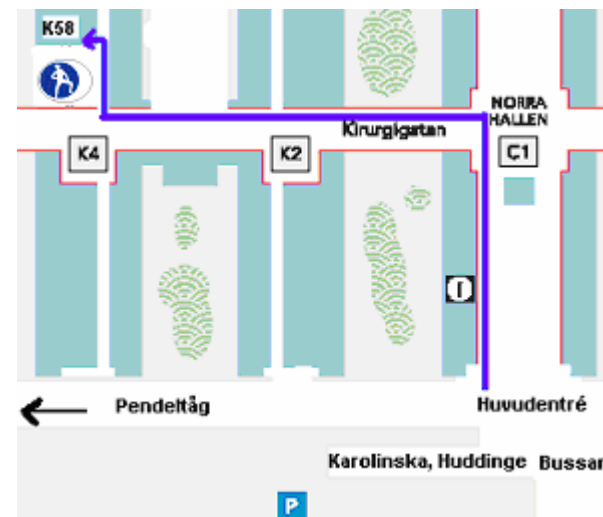 K58
NORRA
HALLEN
Kirurgigatan
K4
K2
C1
I
Pendeltåg
Huvudentré
Karolinska, Huddinge
Bussar
P